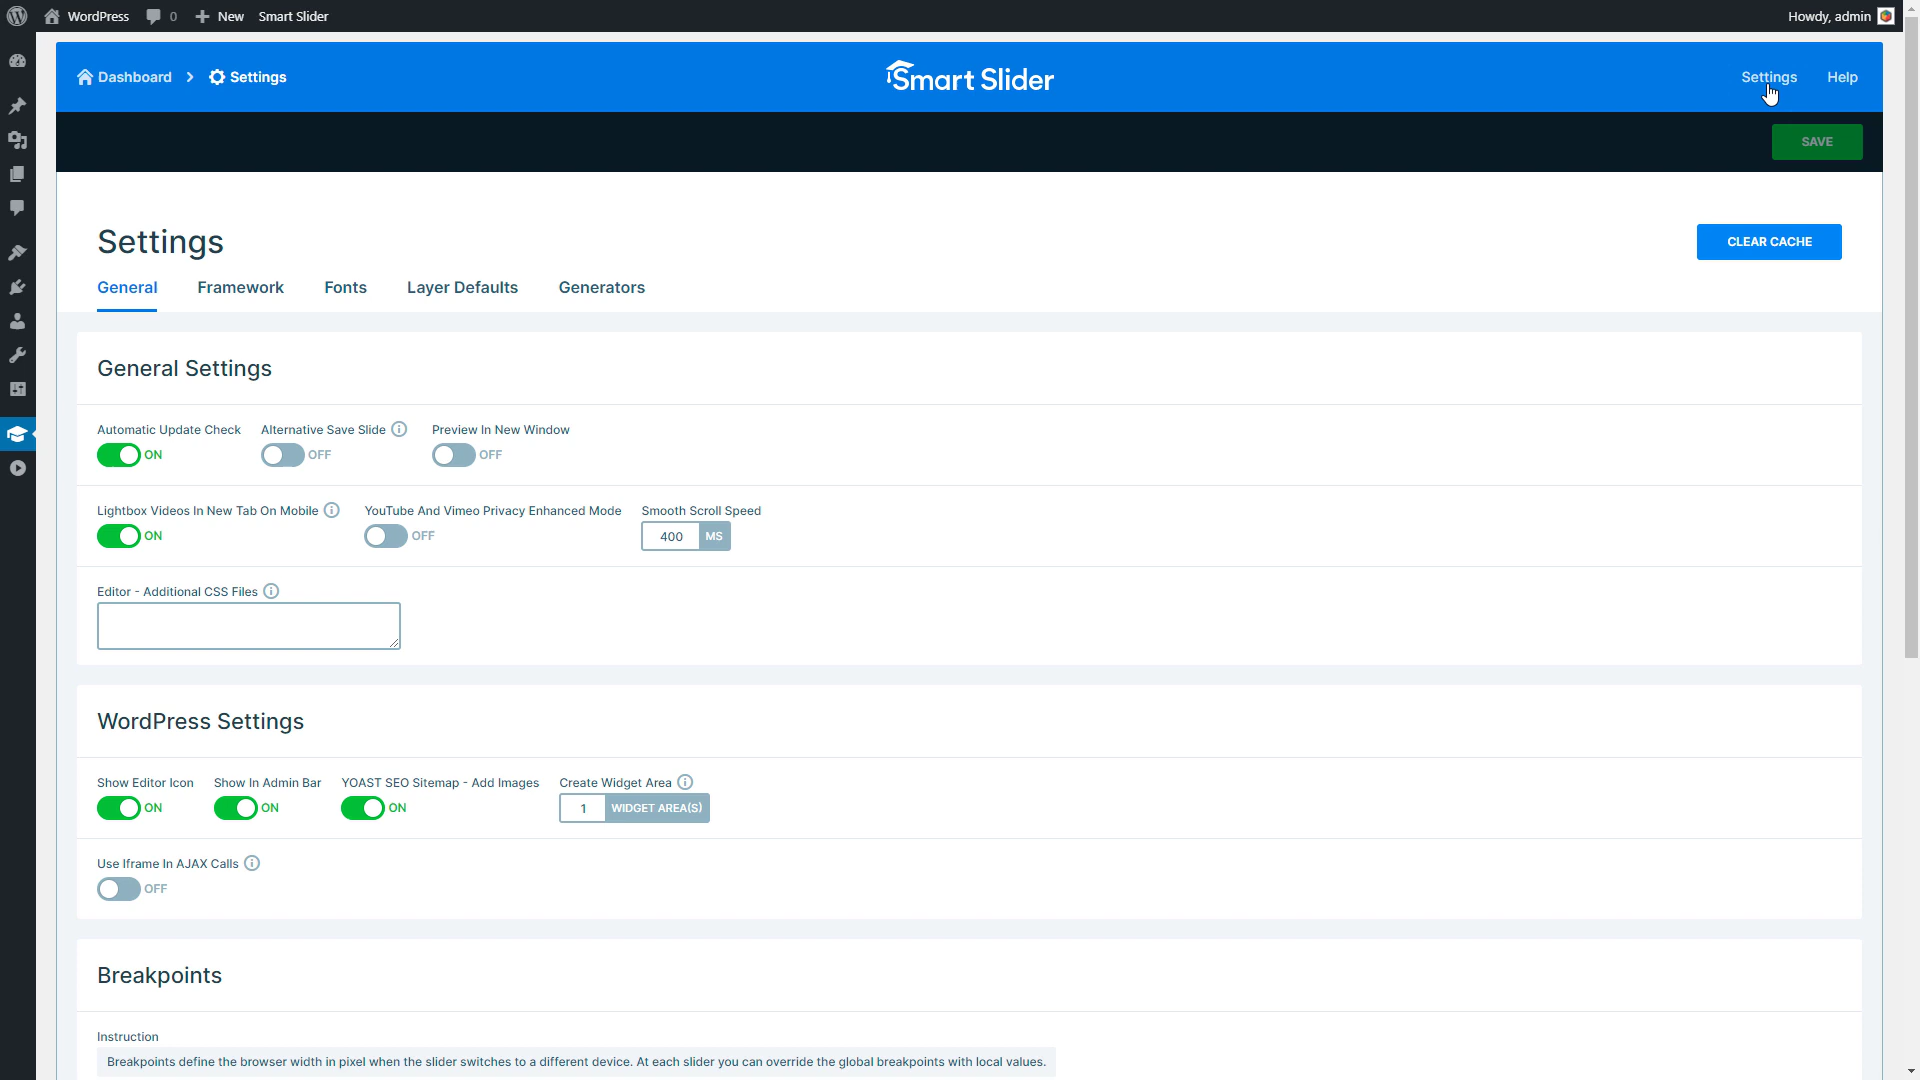 WordPress 0 New Smart Slider Howdy, admin
Dashboard Settings Smart Slider Settings Help
SAVE
Settings
CLEAR CACHE
General Framework Fonts Layer Defaults Generators
General Settings
Automatic Update Check Alternative Save Slide Preview In New Window
ON OFF OFF
Lightbox Videos In New Tab On Mobile YouTube And Vimeo Privacy Enhanced Mode Smooth Scroll Speed
ON OFF 400 MS
Editor - Additional CSS Files
WordPress Settings
Show Editor Icon Show In Admin Bar YOAST SEO Sitemap - Add Images Create Widget Area
ON ON ON 1 WIDGET AREA(S)
Use Iframe In AJAX Calls
OFF
Breakpoints
Instruction
Breakpoints define the browser width in pixel when the slider switches to a different device. At each slider you can override the global breakpoints with local values.